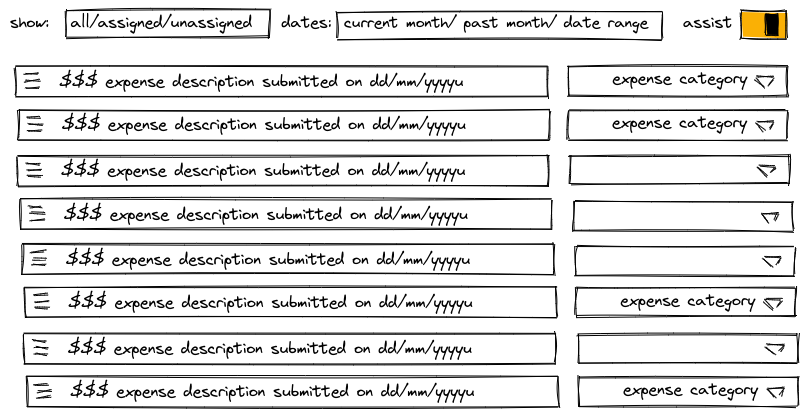 show: all/assigned/unassigned dates: current month/ past month/ date range assist
$$$ expense description submitted on dd/mm/yyyyu expense category
$$$ expense description submitted on dd/mm/yyyyu expense category
$$$ expense description submitted on dd/mm/yyyyu
$$$ expense description submitted on dd/mm/yyyyu
$$$ expense description submitted on dd/mm/yyyyu
$$$ expense description submitted on dd/mm/yyyyu expense category
$$$ expense description submitted on dd/mm/yyyyu
$$$ expense description submitted on dd/mm/yyyyu expense category